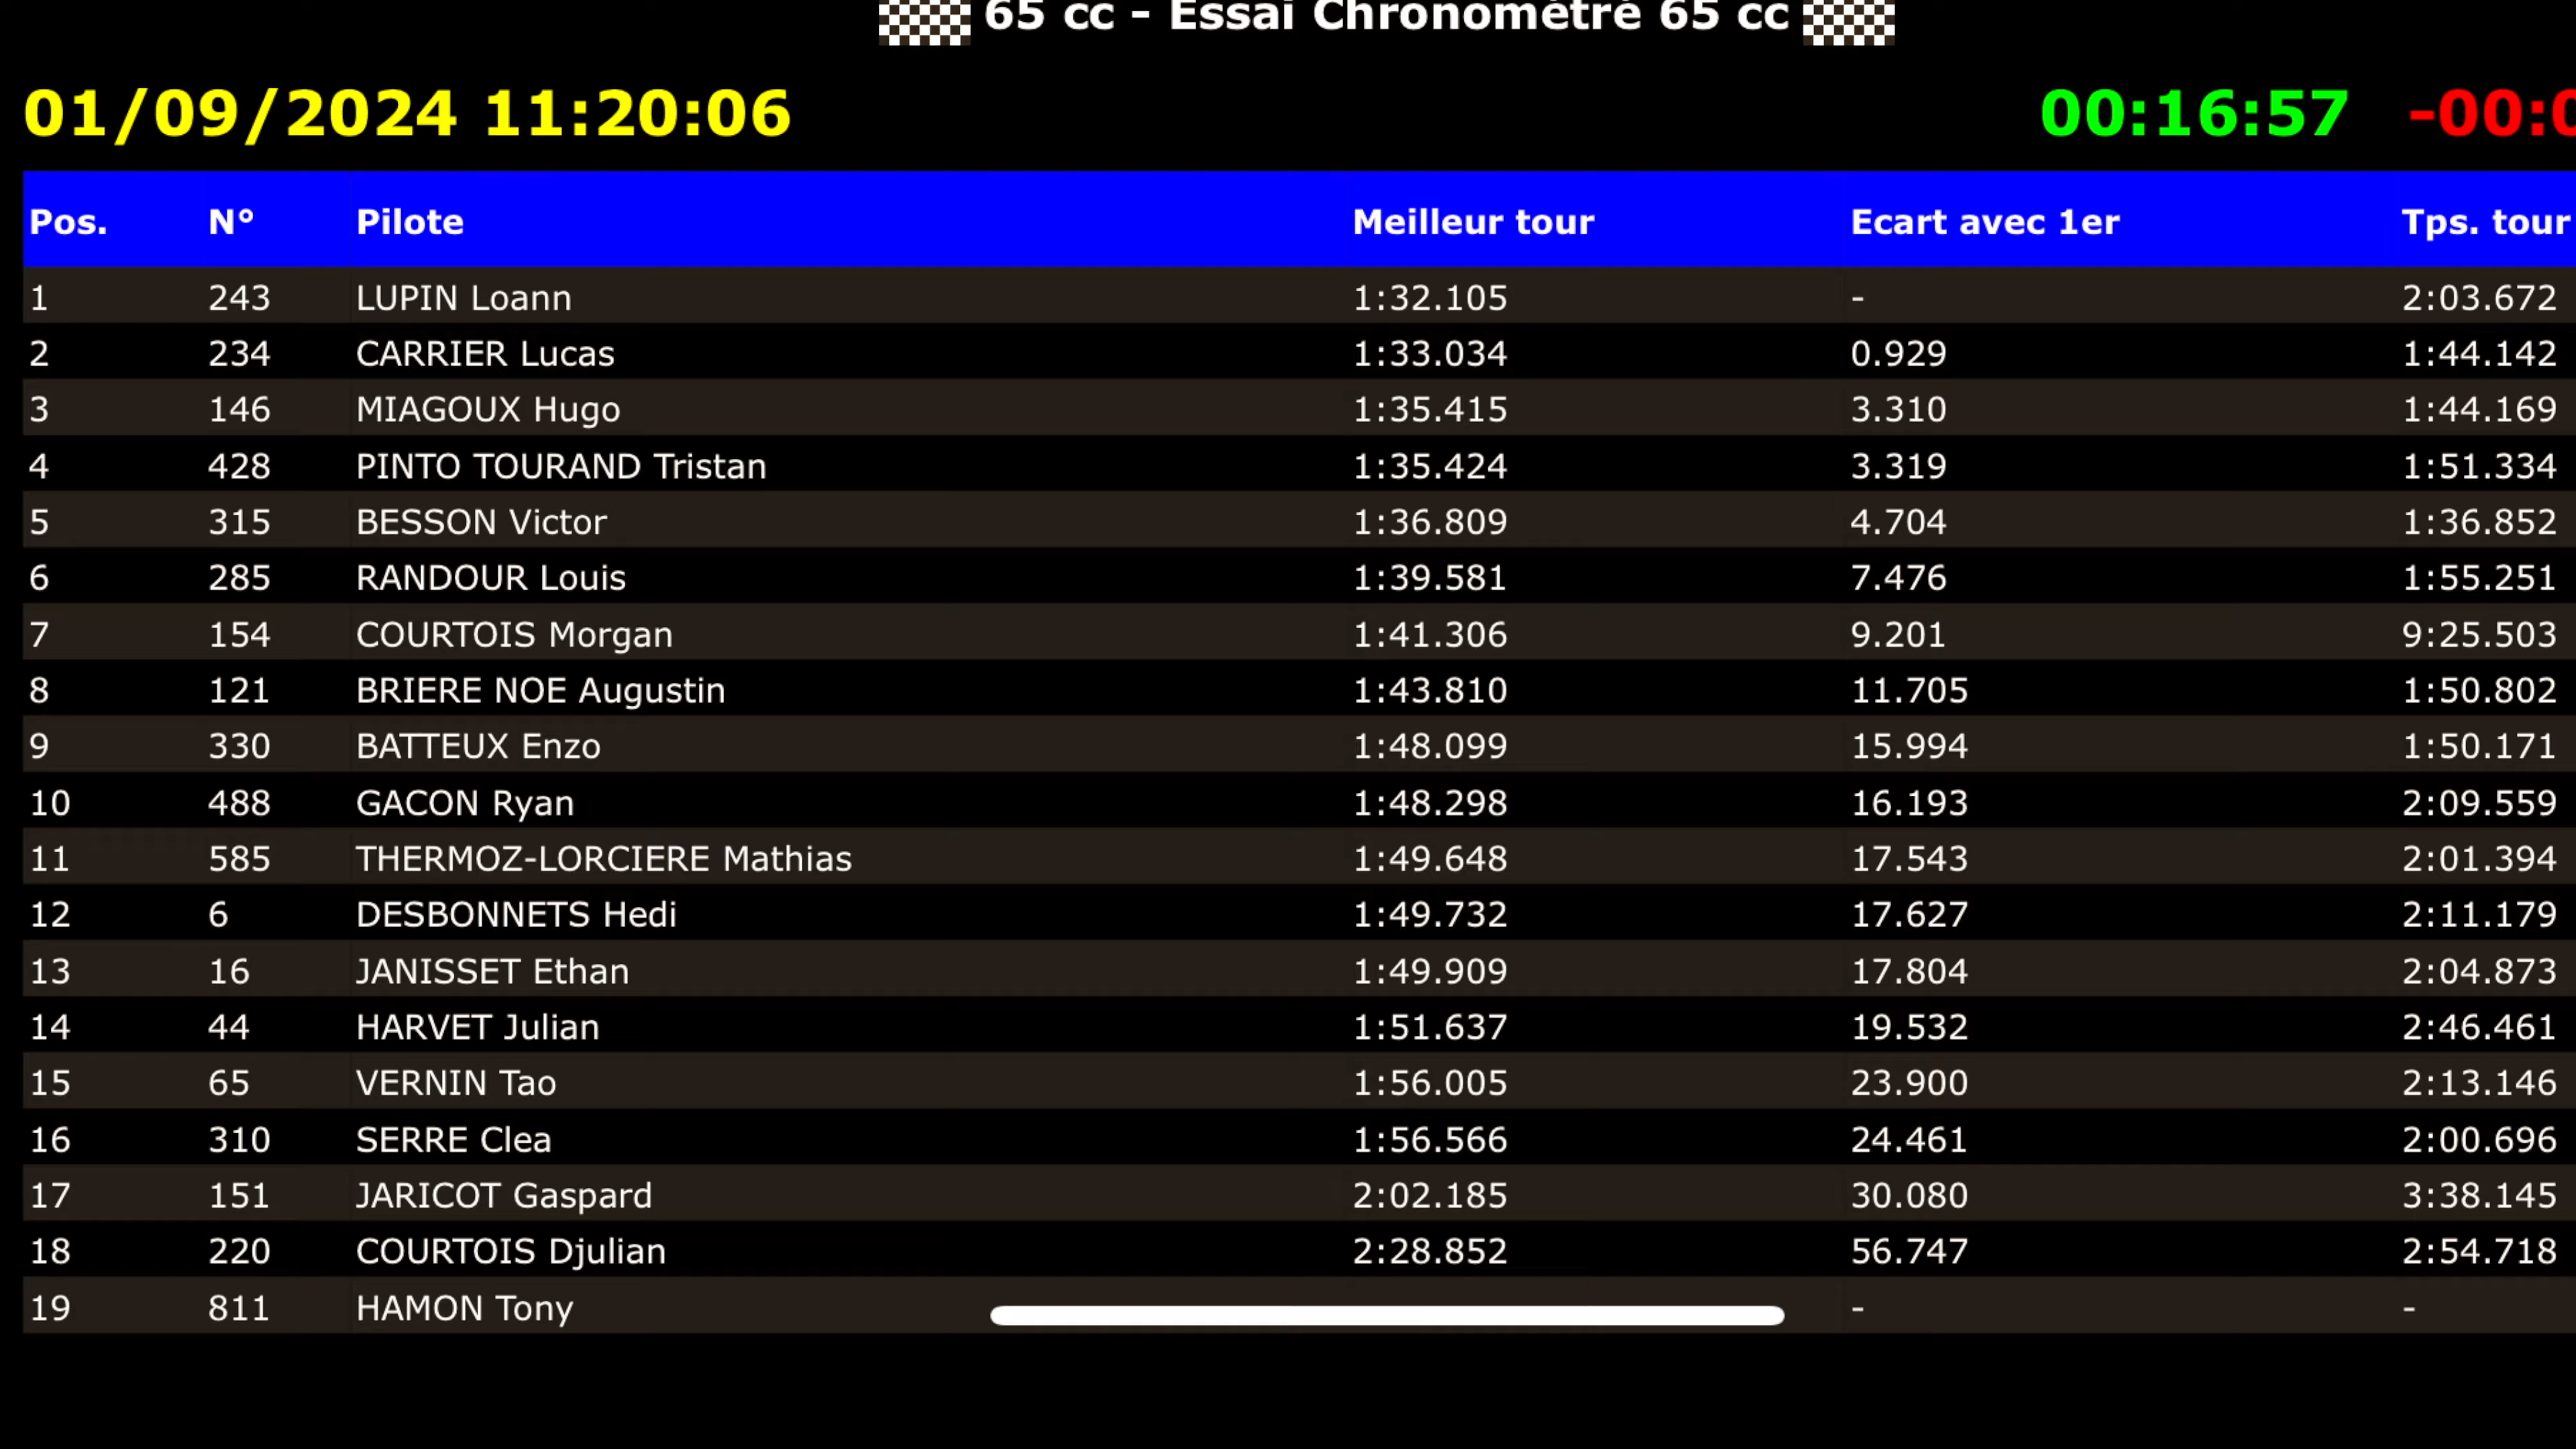 65 cc - Essai Chronométré 65 cc
01/09/2024 11:20:06 00:16:57 -00:0
Pos. N° Pilote Meilleur tour Ecart avec 1er Tps. tour
1 243 LUPIN Loann 1:32.105 - 2:03.672
2 234 CARRIER Lucas 1:33.034 0.929 1:44.142
3 146 MIAGOUX Hugo 1:35.415 3.310 1:44.169
4 428 PINTO TOURAND Tristan 1:35.424 3.319 1:51.334
5 315 BESSON Victor 1:36.809 4.704 1:36.852
6 285 RANDOUR Louis 1:39.581 7.476 1:55.251
7 154 COURTOIS Morgan 1:41.306 9.201 9:25.503
8 121 BRIERE NOE Augustin 1:43.810 11.705 1:50.802
9 330 BATTEUX Enzo 1:48.099 15.994 1:50.171
10 488 GACON Ryan 1:48.298 16.193 2:09.559
11 585 THERMOZ-LORCIERE Mathias 1:49.648 17.543 2:01.394
12 6 DESBONNETS Hedi 1:49.732 17.627 2:11.179
13 16 JANISSET Ethan 1:49.909 17.804 2:04.873
14 44 HARVET Julian 1:51.637 19.532 2:46.461
15 65 VERNIN Tao 1:56.005 23.900 2:13.146
16 310 SERRE Clea 1:56.566 24.461 2:00.696
17 151 JARICOT Gaspard 2:02.185 30.080 3:38.145
18 220 COURTOIS Djulian 2:28.852 56.747 2:54.718
19 811 HAMON Tony - -